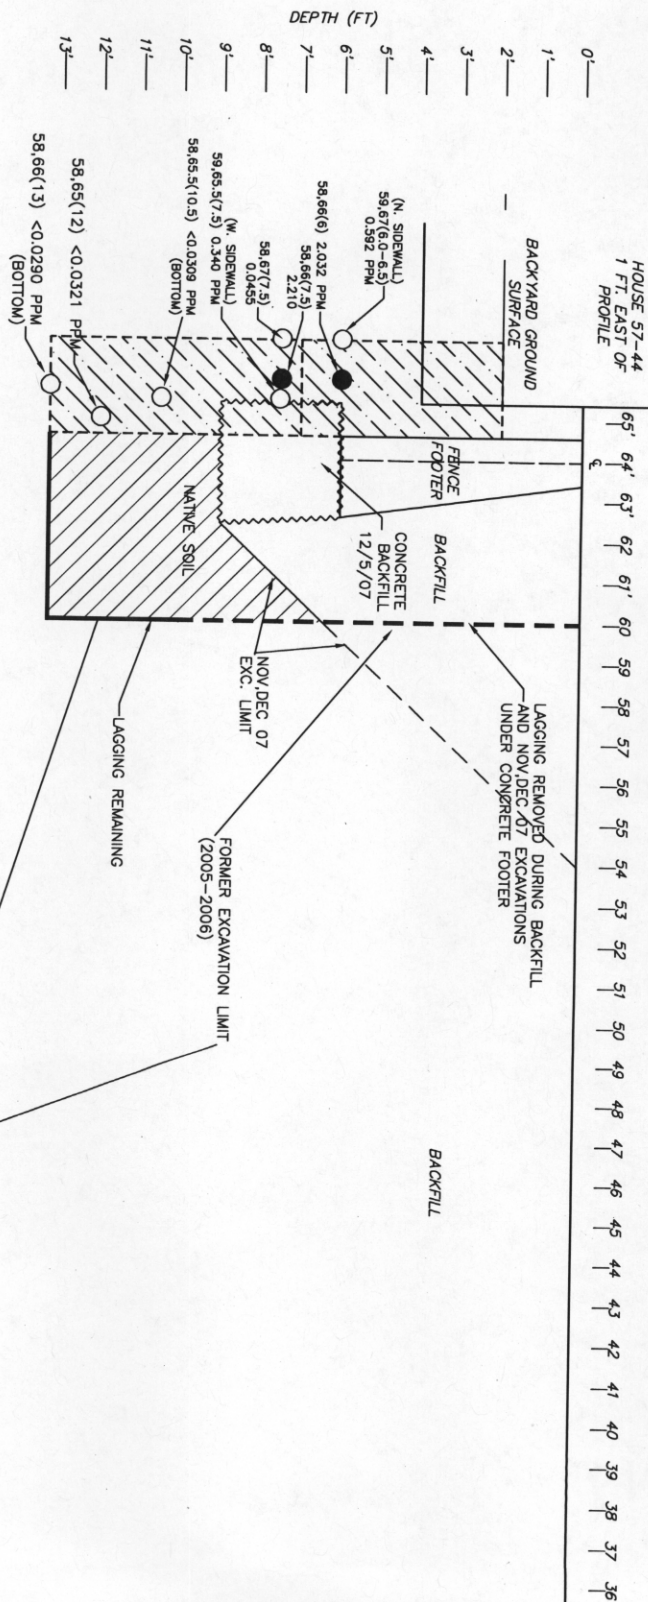 HOUSE 57-44
1 FT. EAST OF
PROFILE
65'
64'
63'
62
61'
60
59
58
57
56
55
54
53
52
51
50
49
48
47
46
45
44
43
42
41
40
39
38
37
36
℄
DEPTH (FT)
0'
1'
2'
4'
6'
7'
8'
9'
10'
11'
12'
13'
BACKYARD GROUND
SURFACE
(N. SIDEWALL)
59,67(6.0-6.5)
0.592 PPM
58,66(6) 2.032 PPM
58,66(7.5)
2.210
58,67(7.5)
0.0455
(W. SIDEWALL)
59,65.5(7.5) 0.340 PPM
58,65.5(10.5) <0.0309 PPM
(BOTTOM)
58,65(12) <0.0321 PPM
58,66(13) <0.0290 PPM
(BOTTOM)
FENCE
FOOTER
BACKFILL
CONCRETE
BACKFILL
12/5/07
NATIVE SOIL
LAGGING REMOVED DURING BACKFILL
AND NOV,DEC 07 EXCAVATIONS
UNDER CONCRETE FOOTER
NOV,DEC 07
EXC. LIMIT
LAGGING REMAINING
FORMER EXCAVATION LIMIT
(2005-2006)
BACKFILL